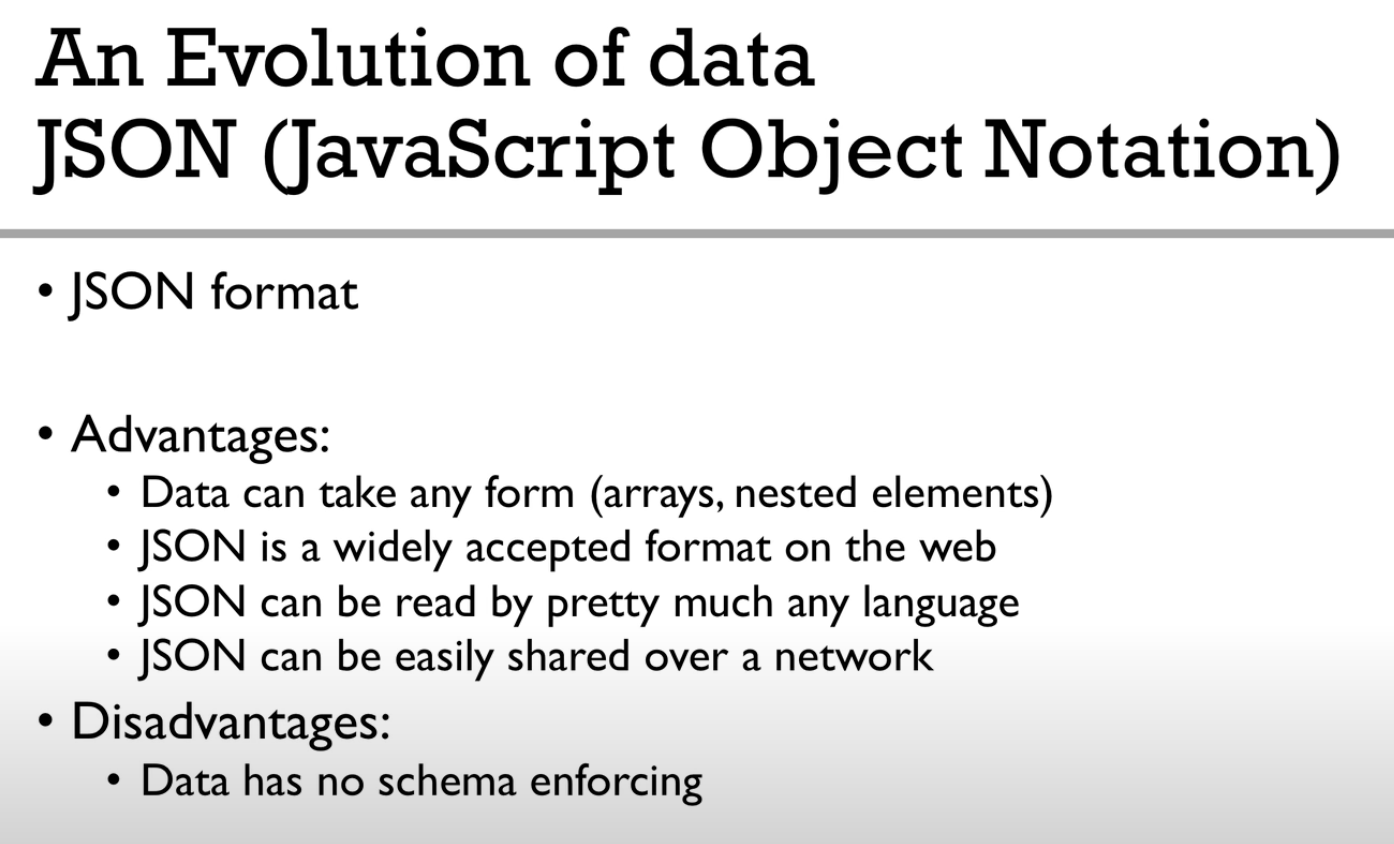 An Evolution of data
JSON (JavaScript Object Notation)
• JSON format
• Advantages:
• Data can take any form (arrays, nested elements)
• JSON is a widely accepted format on the web
• JSON can be read by pretty much any language
• JSON can be easily shared over a network
• Disadvantages:
• Data has no schema enforcing